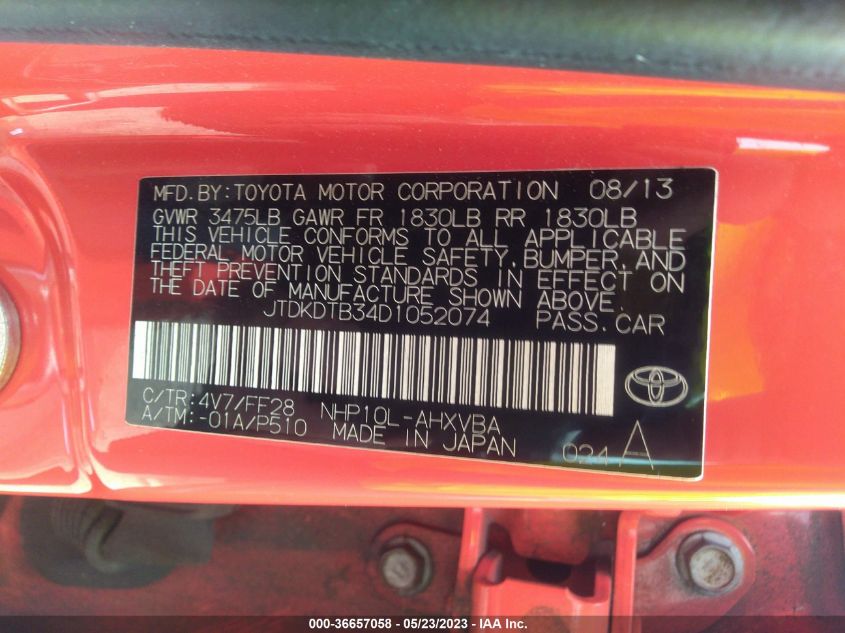 MFD. BY: TOYOTA MOTOR CORPORATION 08/13
GVWR 3475LB GAWR FR 1830LB RR 1830LB
THIS VEHICLE CONFORMS TO ALL APPLICABLE
FEDERAL MOTOR VEHICLE SAFETY, BUMPER, AND
THEFT PREVENTION STANDARDS IN EFFECT ON
THE DATE OF MANUFACTURE SHOWN ABOVE.
JTDKDTB34D1052074 PASS. CAR
C/TR: 4V7/FF28 NHP10L-AHXVBA
A/TM: -01A/P510 MADE IN JAPAN
024 A
000-36657058 - 05/23/2023 - IAA Inc.